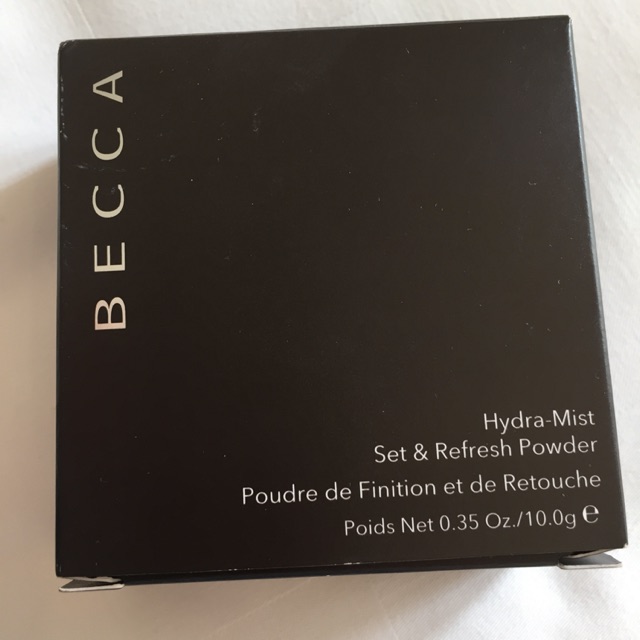 BECCA
Hydra-Mist
Set & Refresh Powder
Poudre de Finition et de Retouche
Poids Net 0.35 Oz./10.0g ℮